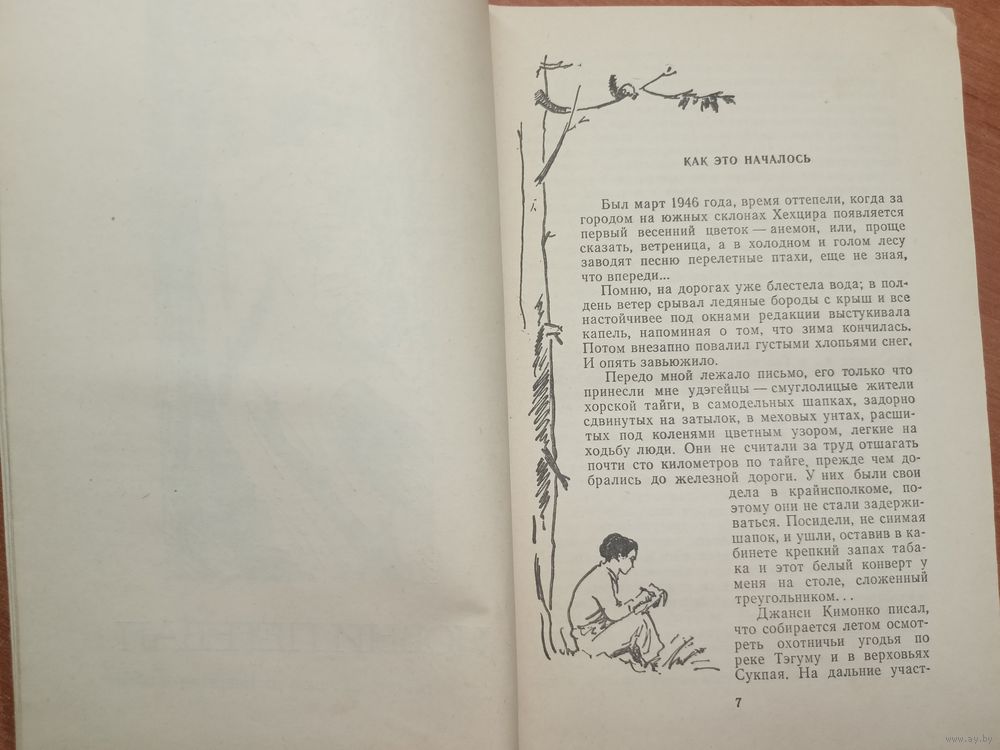 КАК ЭТО НАЧАЛОСЬ
Был март 1946 года, время оттепели, когда за
городом на южных склонах Хехцира появляется
первый весенний цветок — анемон, или, проще
сказать, ветреница, а в холодном и голом лесу
заводят песню перелетные птахи, еще не зная,
что впереди...
Помню, на дорогах уже блестела вода; в пол-
день ветер срывал ледяные бороды с крыш и все
настойчивее под окнами редакции выстукивала
капель, напоминая о том, что зима кончилась.
Потом внезапно повалил густыми хлопьями снег.
И опять завьюжило.
Передо мной лежало письмо, его только что
принесли мне удэгейцы — смуглолицые жители
хорской тайги, в самодельных шапках, задорно
сдвинутых на затылок, в меховых унтах, расши-
тых под коленями цветным узором, легкие на
ходьбу люди. Они не считали за труд отшагать
почти сто километров по тайге, прежде чем до-
брались до железной дороги. У них были свои
дела в крайисполкоме, по-
этому они не стали задержи-
ваться. Посидели, не снимая
шапок, и ушли, оставив в ка-
бинете крепкий запах таба-
ка и этот белый конверт у
меня на столе, сложенный
треугольником...
Джанси Кимонко писал,
что собирается летом осмот-
реть охотничьи угодья по
реке Тэгуму и в верховьях
Сукпая. На дальние участ-
7
www.ay.by